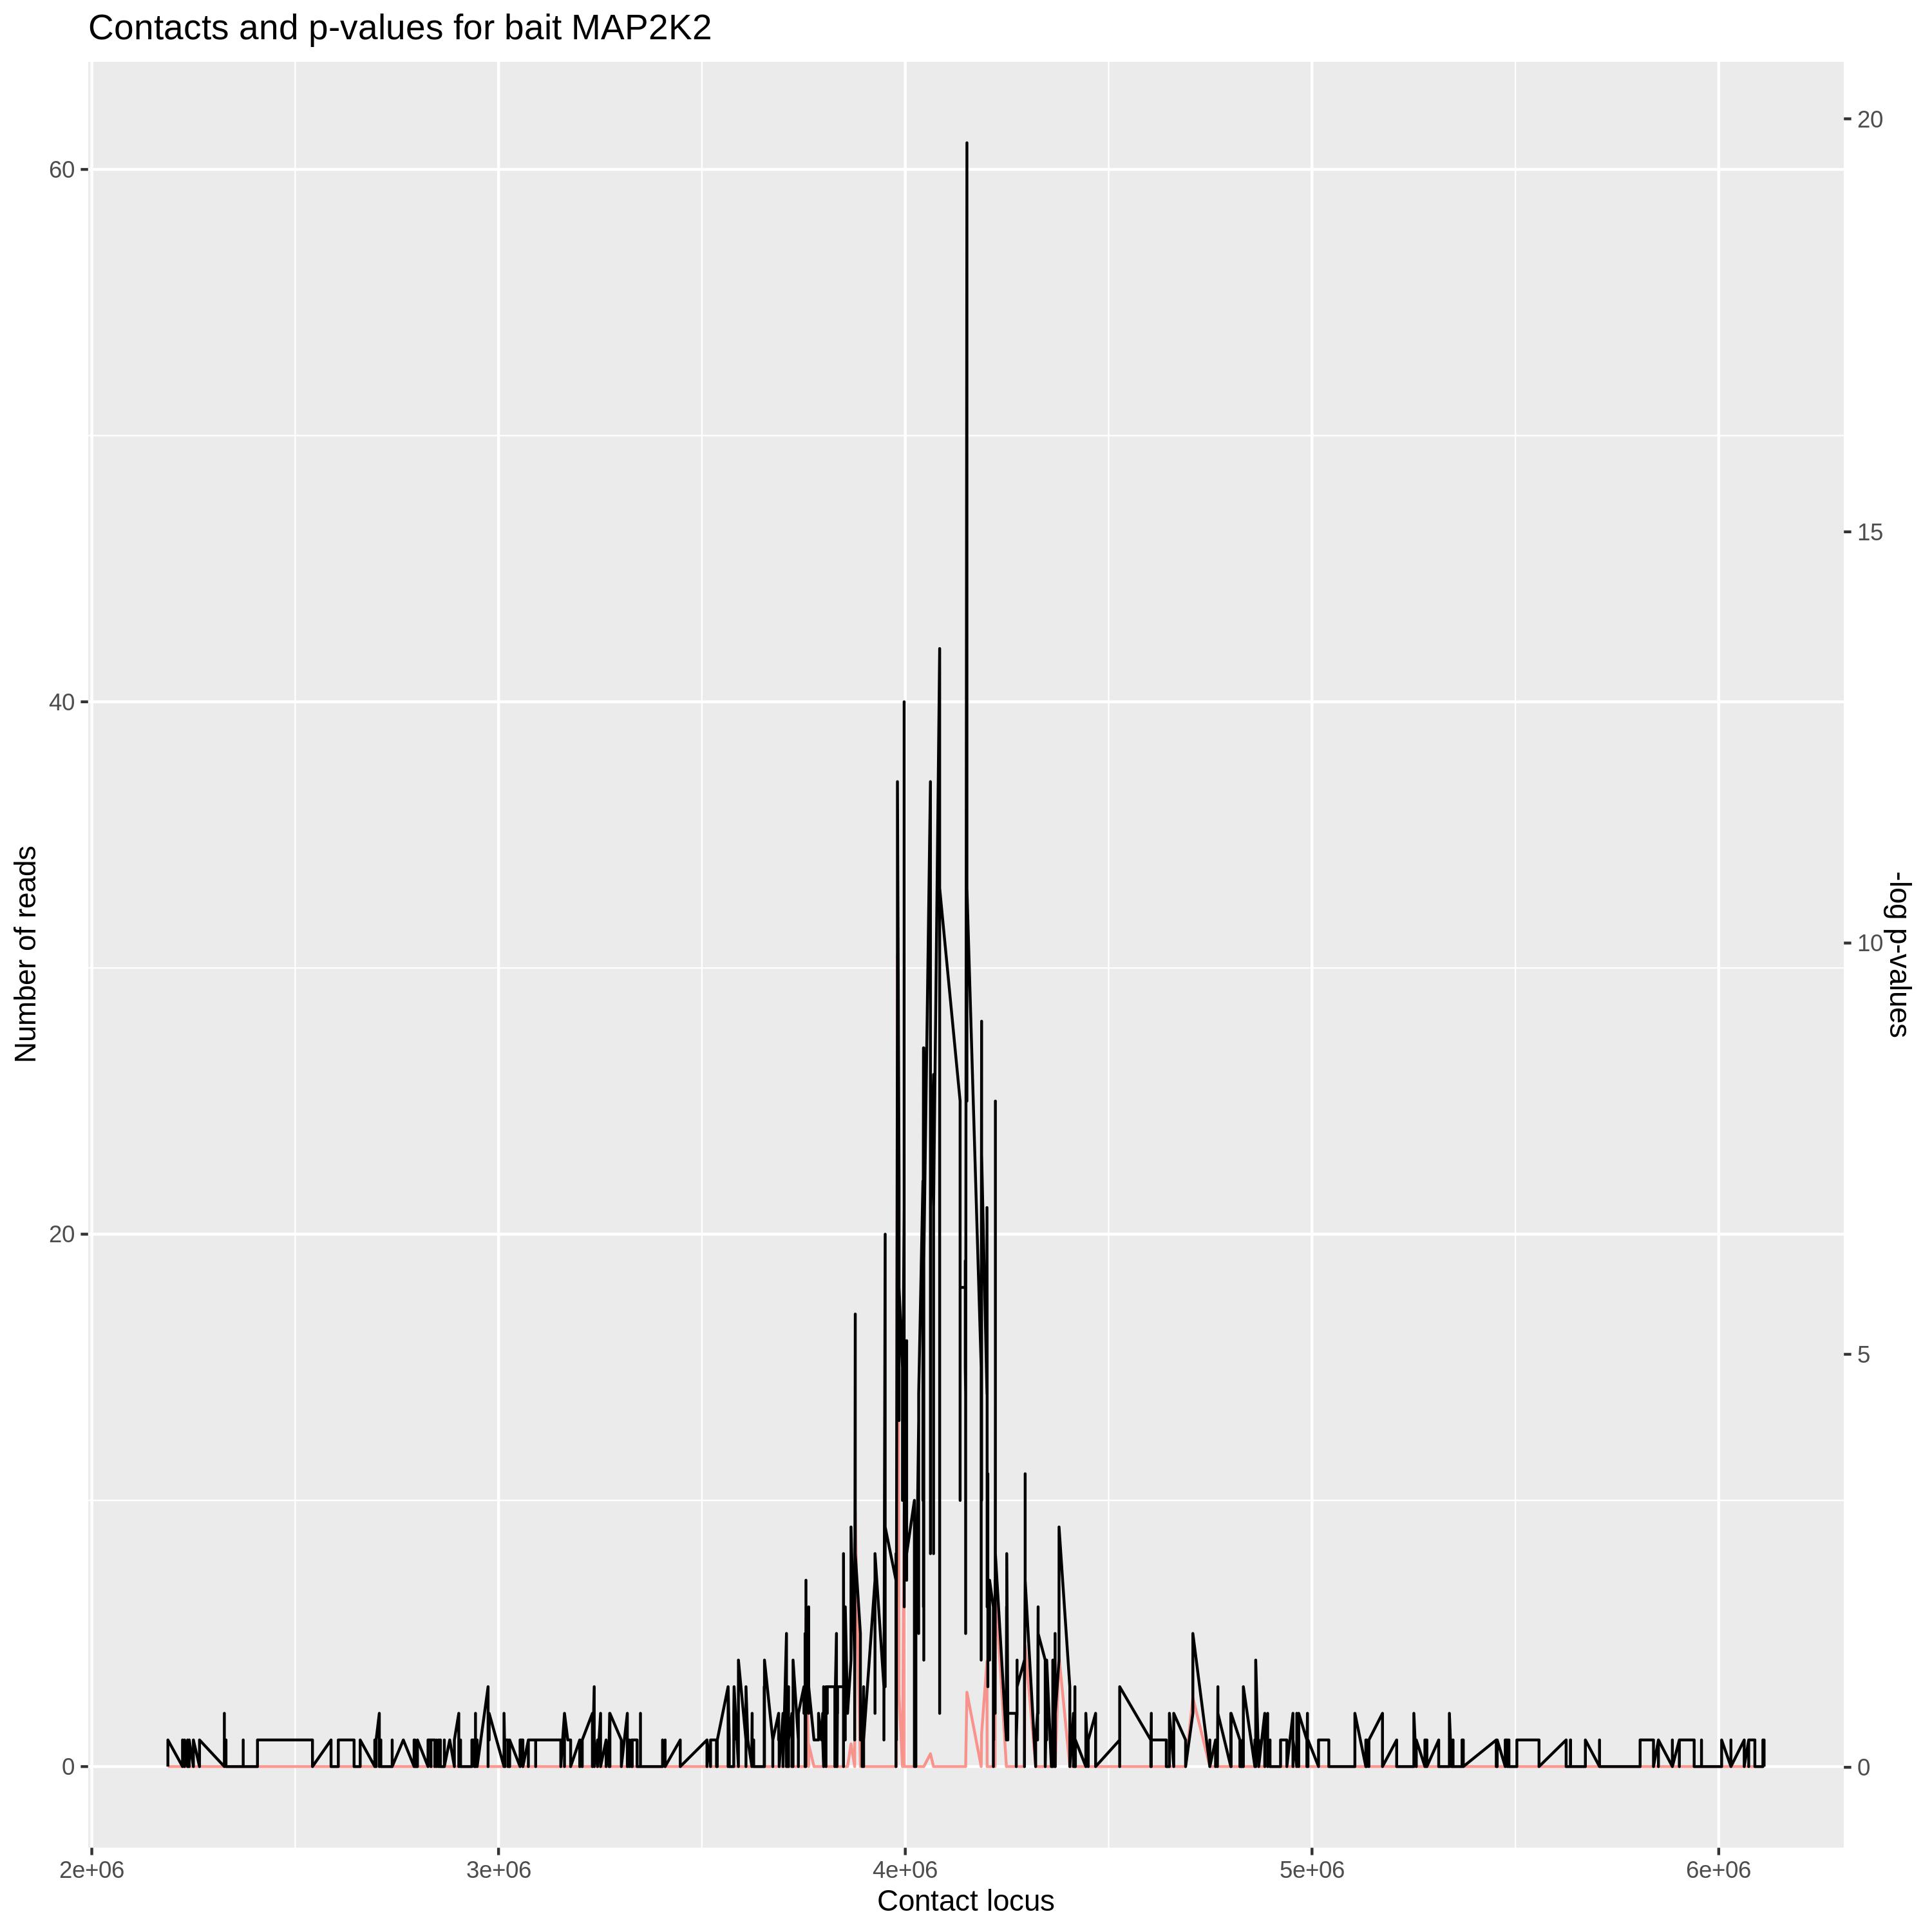 Contacts and p-values for bait MAP2K2
60
40
20
0
Number of reads
20
15
10
5
0
-log p-values
2e+06
3e+06
4e+06
5e+06
6e+06
Contact locus